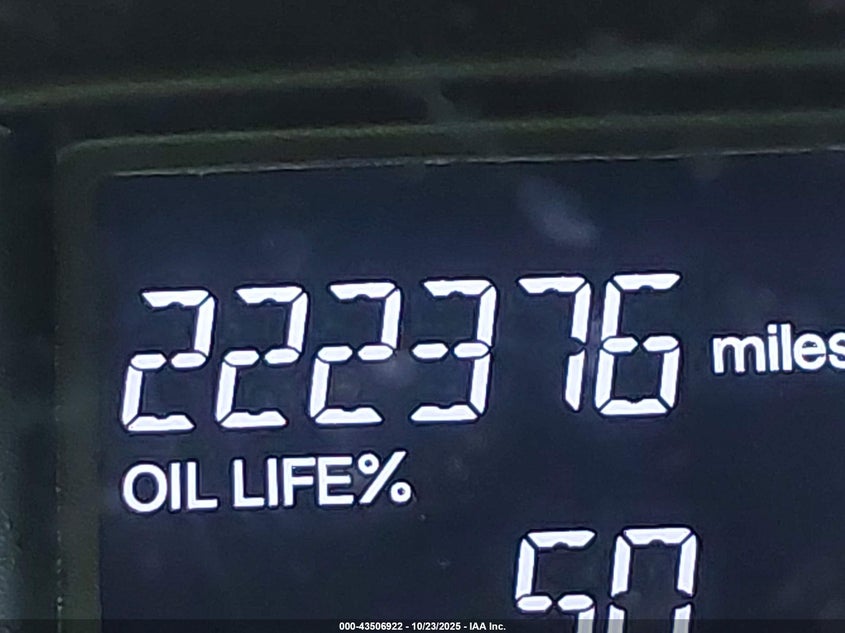 222376 miles
OIL LIFE%
50
000-43506922 - 10/23/2025 - IAA Inc.